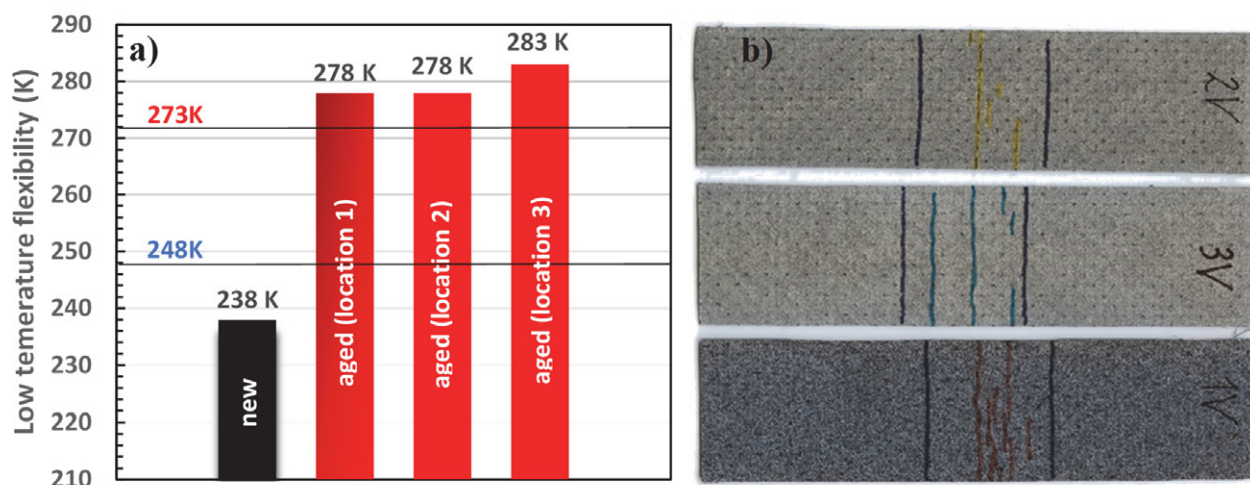 Low temerature flexibility (K)
290
280
270
260
250
240
230
220
210
a)
273K
248K
238 K
278 K
278 K
283 K
new
aged (location 1)
aged (location 2)
aged (location 3)
b)
2V
3V
1V